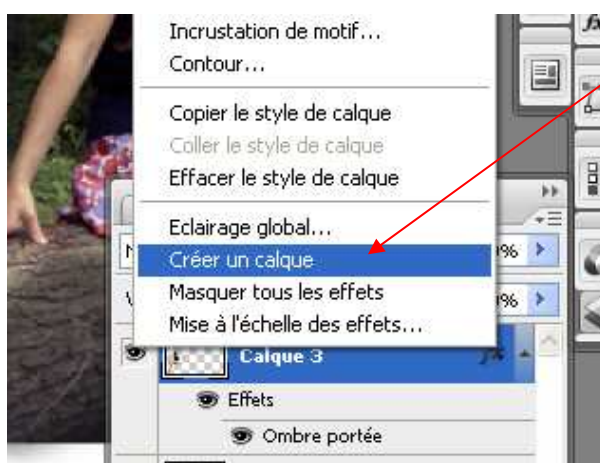 Incrustation de motif...
Contour...
Copier le style de calque
Coller le style de calque
Effacer le style de calque
Eclairage global...
Créer un calque
Masquer tous les effets
Mise à l'échelle des effets...
Calque 3
Effets
Ombre portée